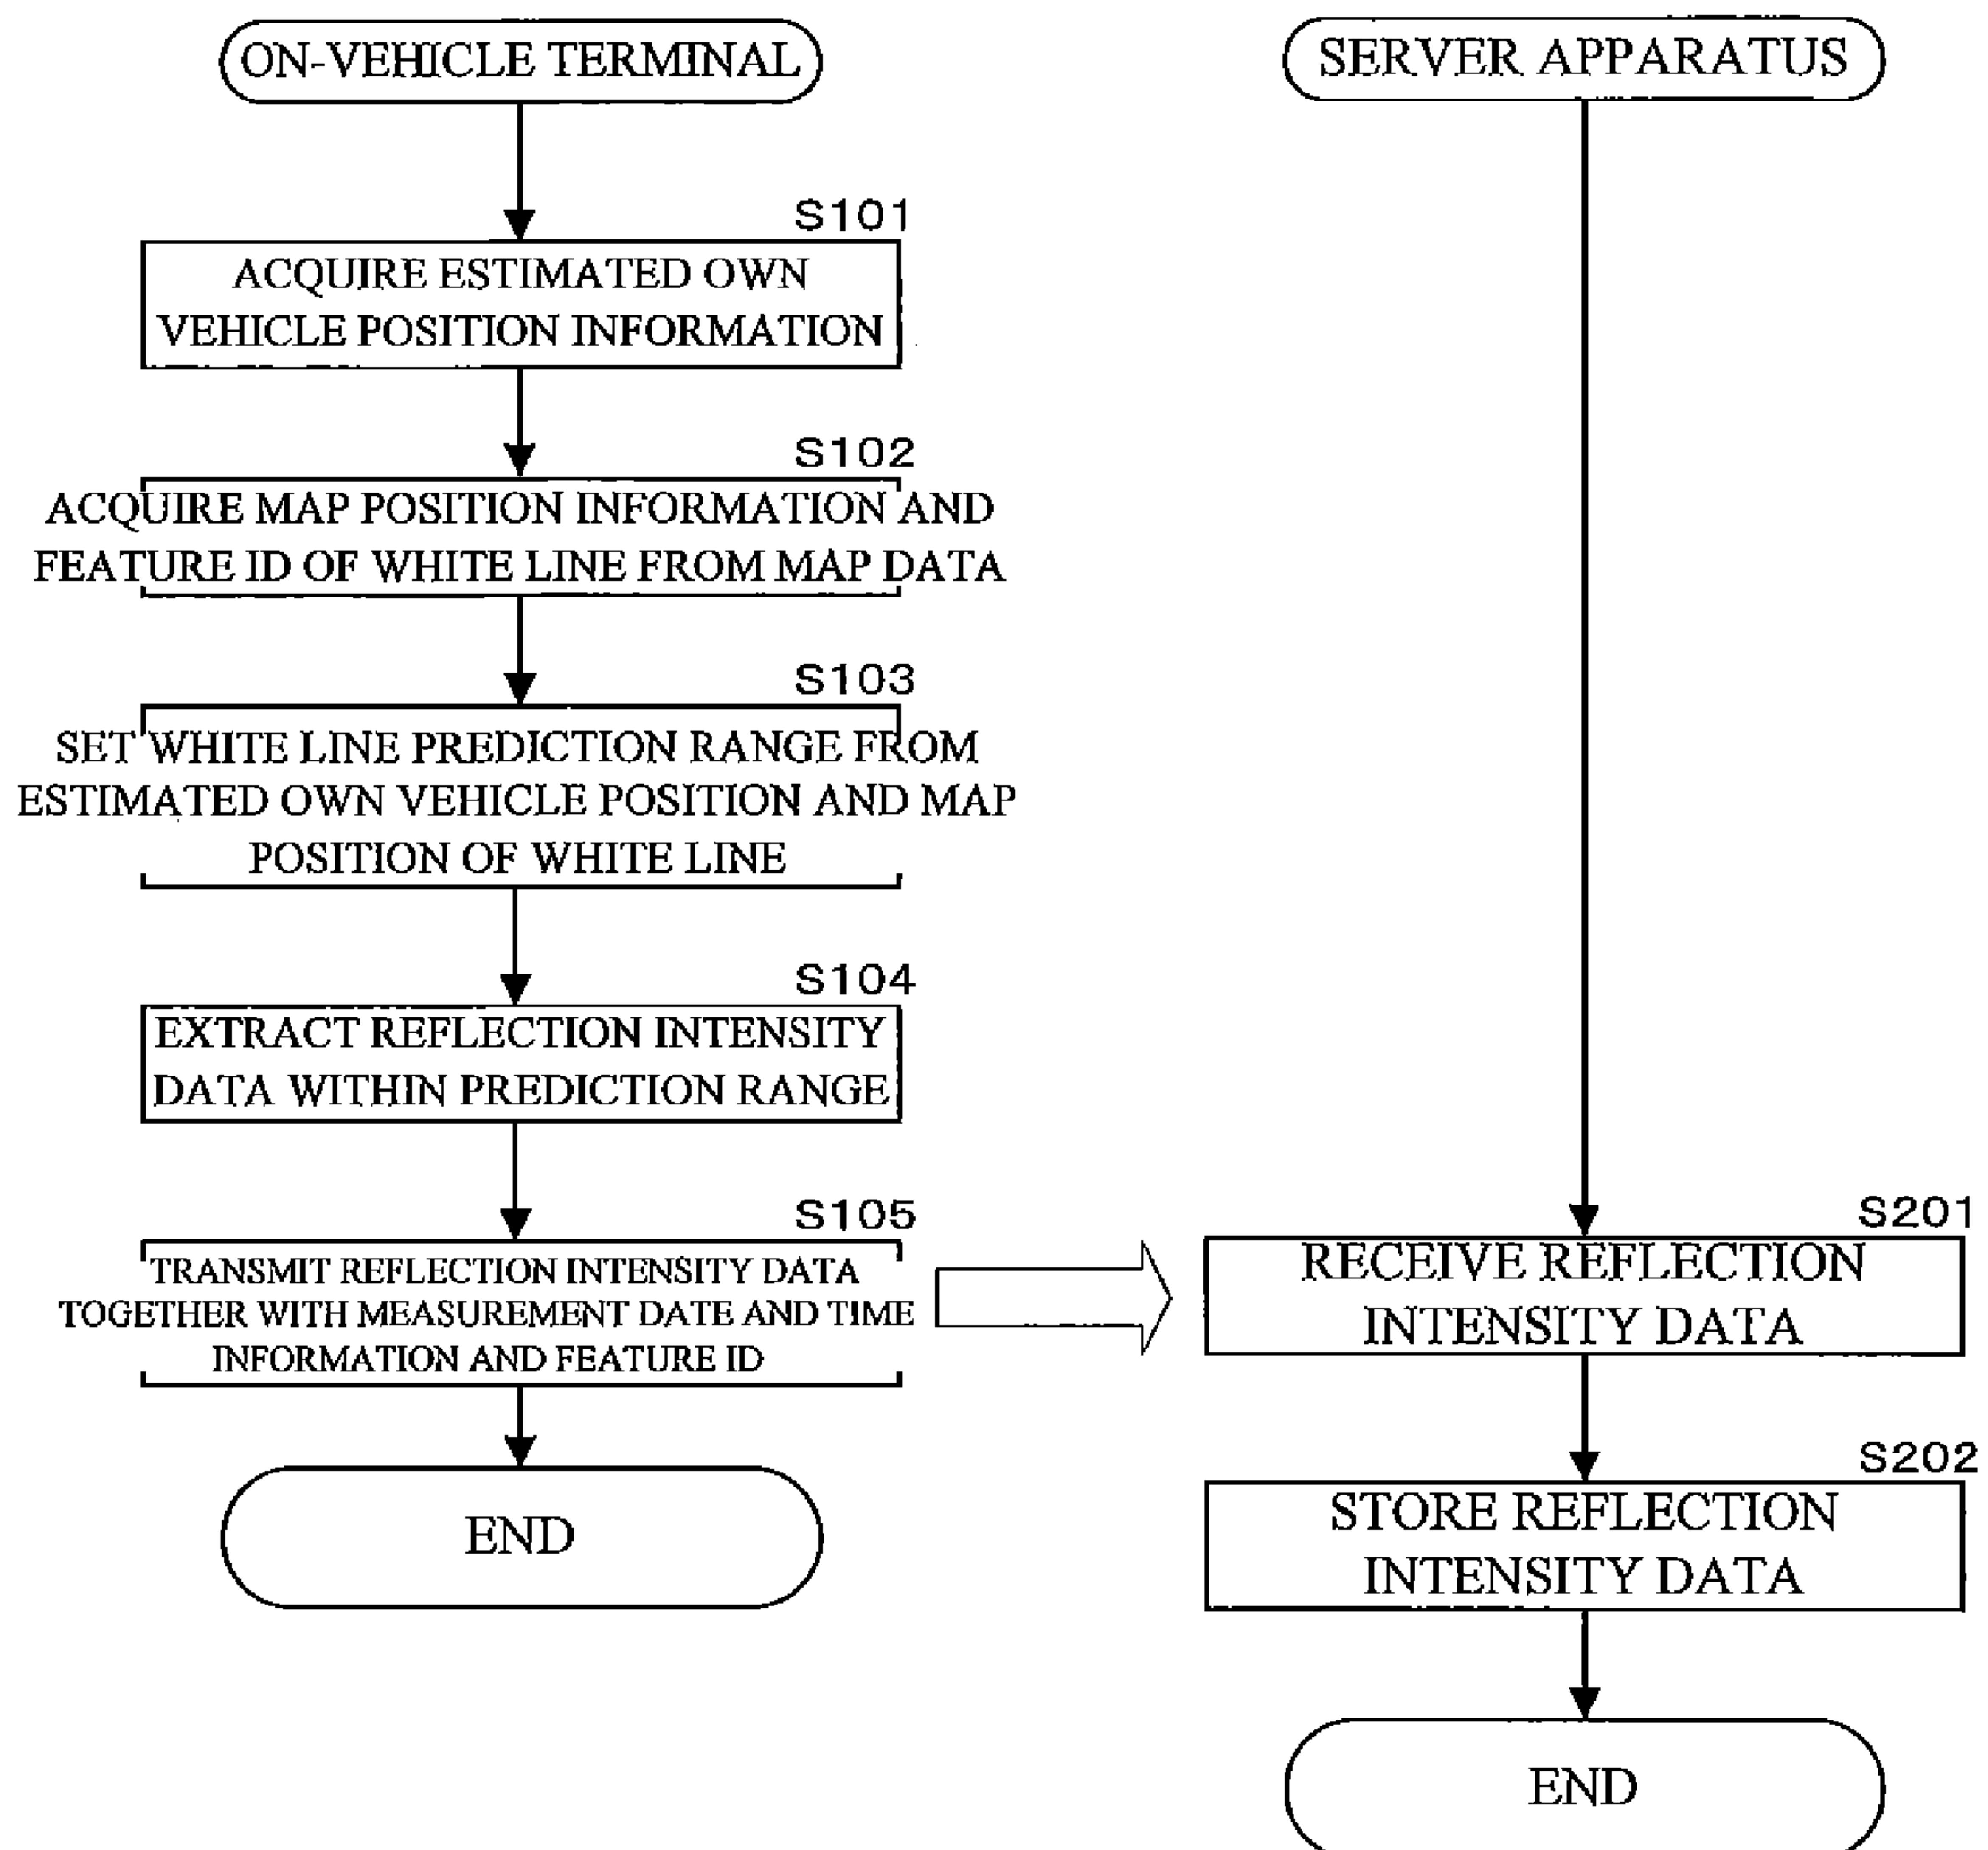 ON-VEHICLE TERMINAL
S101
ACQUIRE ESTIMATED OWN
VEHICLE POSITION INFORMATION
S102
ACQUIRE MAP POSITION INFORMATION AND
FEATURE ID OF WHITE LINE FROM MAP DATA
S103
SET WHITE LINE PREDICTION RANGE FROM
ESTIMATED OWN VEHICLE POSITION AND MAP
POSITION OF WHITE LINE
S104
EXTRACT REFLECTION INTENSITY
DATA WITHIN PREDICTION RANGE
S105
TRANSMIT REFLECTION INTENSITY DATA
TOGETHER WITH MEASUREMENT DATE AND TIME
INFORMATION AND FEATURE ID
END
SERVER APPARATUS
S201
RECEIVE REFLECTION
INTENSITY DATA
S202
STORE REFLECTION
INTENSITY DATA
END